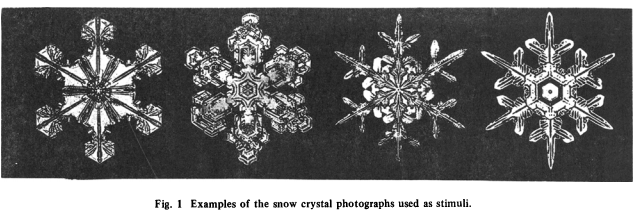 Fig. 1 Examples of the snow crystal photographs used as stimuli.